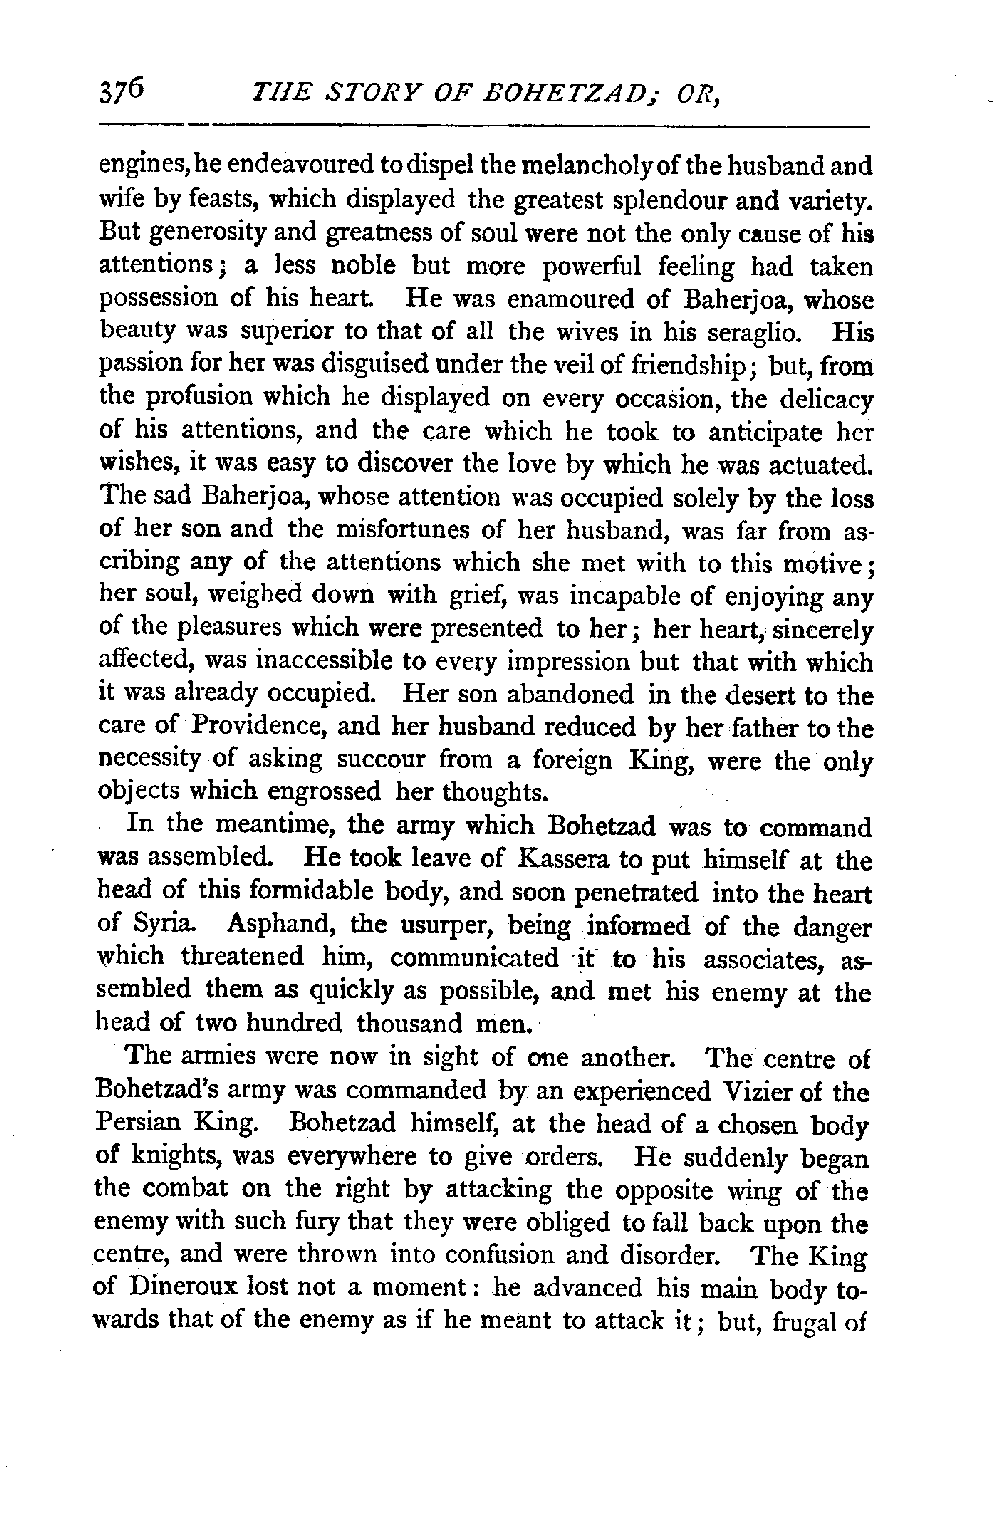 376 THE STORY OF BOHETZAD; OR,
engines, he endeavoured to dispel the melancholy of the husband and
wife by feasts, which displayed the greatest splendour and variety.
But generosity and greatness of soul were not the only cause of his
attentions; a less noble but more powerful feeling had taken
possession of his heart. He was enamoured of Baherjoa, whose
beauty was superior to that of all the wives in his seraglio. His
passion for her was disguised under the veil of friendship; but, from
the profusion which he displayed on every occasion, the delicacy
of his attentions, and the care which he took to anticipate her
wishes, it was easy to discover the love by which he was actuated.
The sad Baherjoa, whose attention was occupied solely by the loss
of her son and the misfortunes of her husband, was far from as-
cribing any of the attentions which she met with to this motive;
her soul, weighed down with grief, was incapable of enjoying any
of the pleasures which were presented to her; her heart, sincerely
affected, was inaccessible to every impression but that with which
it was already occupied. Her son abandoned in the desert to the
care of Providence, and her husband reduced by her father to the
necessity of asking succour from a foreign King, were the only
objects which engrossed her thoughts.
In the meantime, the army which Bohetzad was to command
was assembled. He took leave of Kassera to put himself at the
head of this formidable body, and soon penetrated into the heart
of Syria. Asphand, the usurper, being informed of the danger
which threatened him, communicated it to his associates, as-
sembled them as quickly as possible, and met his enemy at the
head of two hundred thousand men.
The armies were now in sight of one another. The centre of
Bohetzad's army was commanded by an experienced Vizier of the
Persian King. Bohetzad himself, at the head of a chosen body
of knights, was everywhere to give orders. He suddenly began
the combat on the right by attacking the opposite wing of the
enemy with such fury that they were obliged to fall back upon the
centre, and were thrown into confusion and disorder. The King
of Dineroux lost not a moment: he advanced his main body to-
wards that of the enemy as if he meant to attack it; but, frugal of